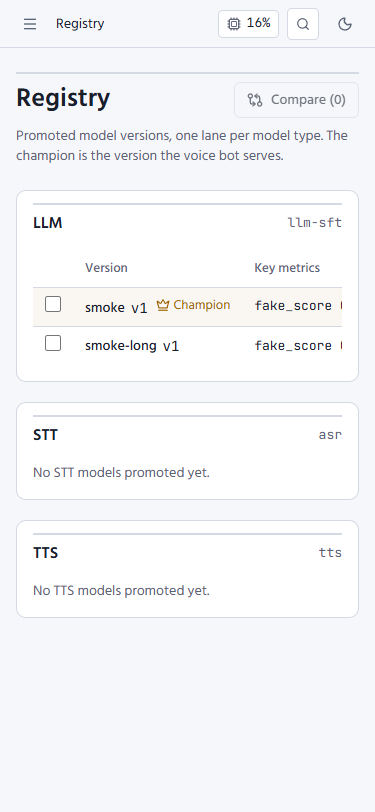 Registry
16%
Registry
Compare (0)
Promoted model versions, one lane per model type. The
champion is the version the voice bot serves.
LLM
llm-sft
Version
Key metrics
smoke v1
Champion
fake_score
smoke-long v1
fake_score
STT
asr
No STT models promoted yet.
TTS
tts
No TTS models promoted yet.